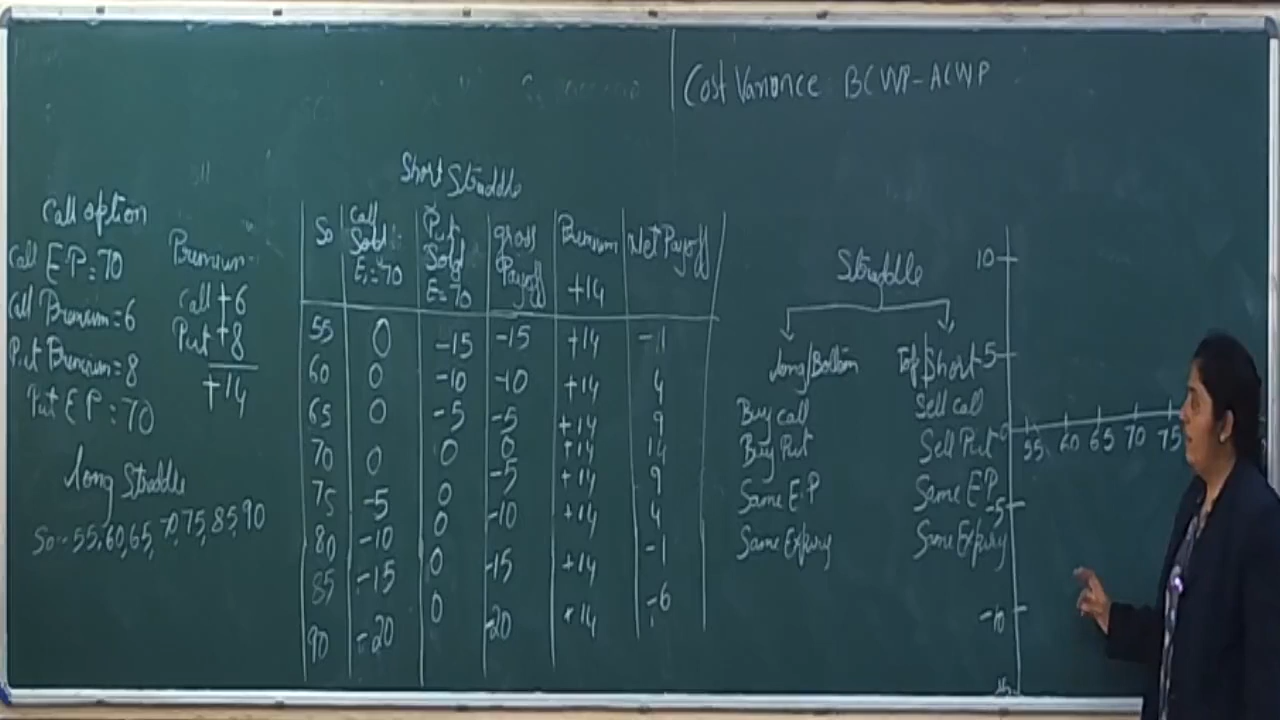 Cost Variance: BCWP-ACWP
Short Straddle
Call option
Call E.P=70
Call Premium=6
Put Premium=8
Put E P:70
Premium
Call +6
Put +8
+14
long Straddle
So:-55,60,65,70,75,85,90
So | Call Sold E=70 | Put Sold E=70 | gross Payoff | Premium +14 | Net Payoff
55 0 -15 -15 +14 -1
60 0 -10 -10 +14 4
65 0 -5 -5 +14 9
70 0 0 0 +14 14
75 -5 0 -5 +14 9
80 -10 0 -10 +14 4
85 -15 0 -15 +14 -1
90 -20 0 -20 +14 -6
Straddle
long/Bottom
Buy call
Buy Put
Same E.P
Same Expiry
Top/Short
Sell call
Sell Put
Same E.P
Same Expiry
10
5
0
55 60 65 70 75
-5
-10